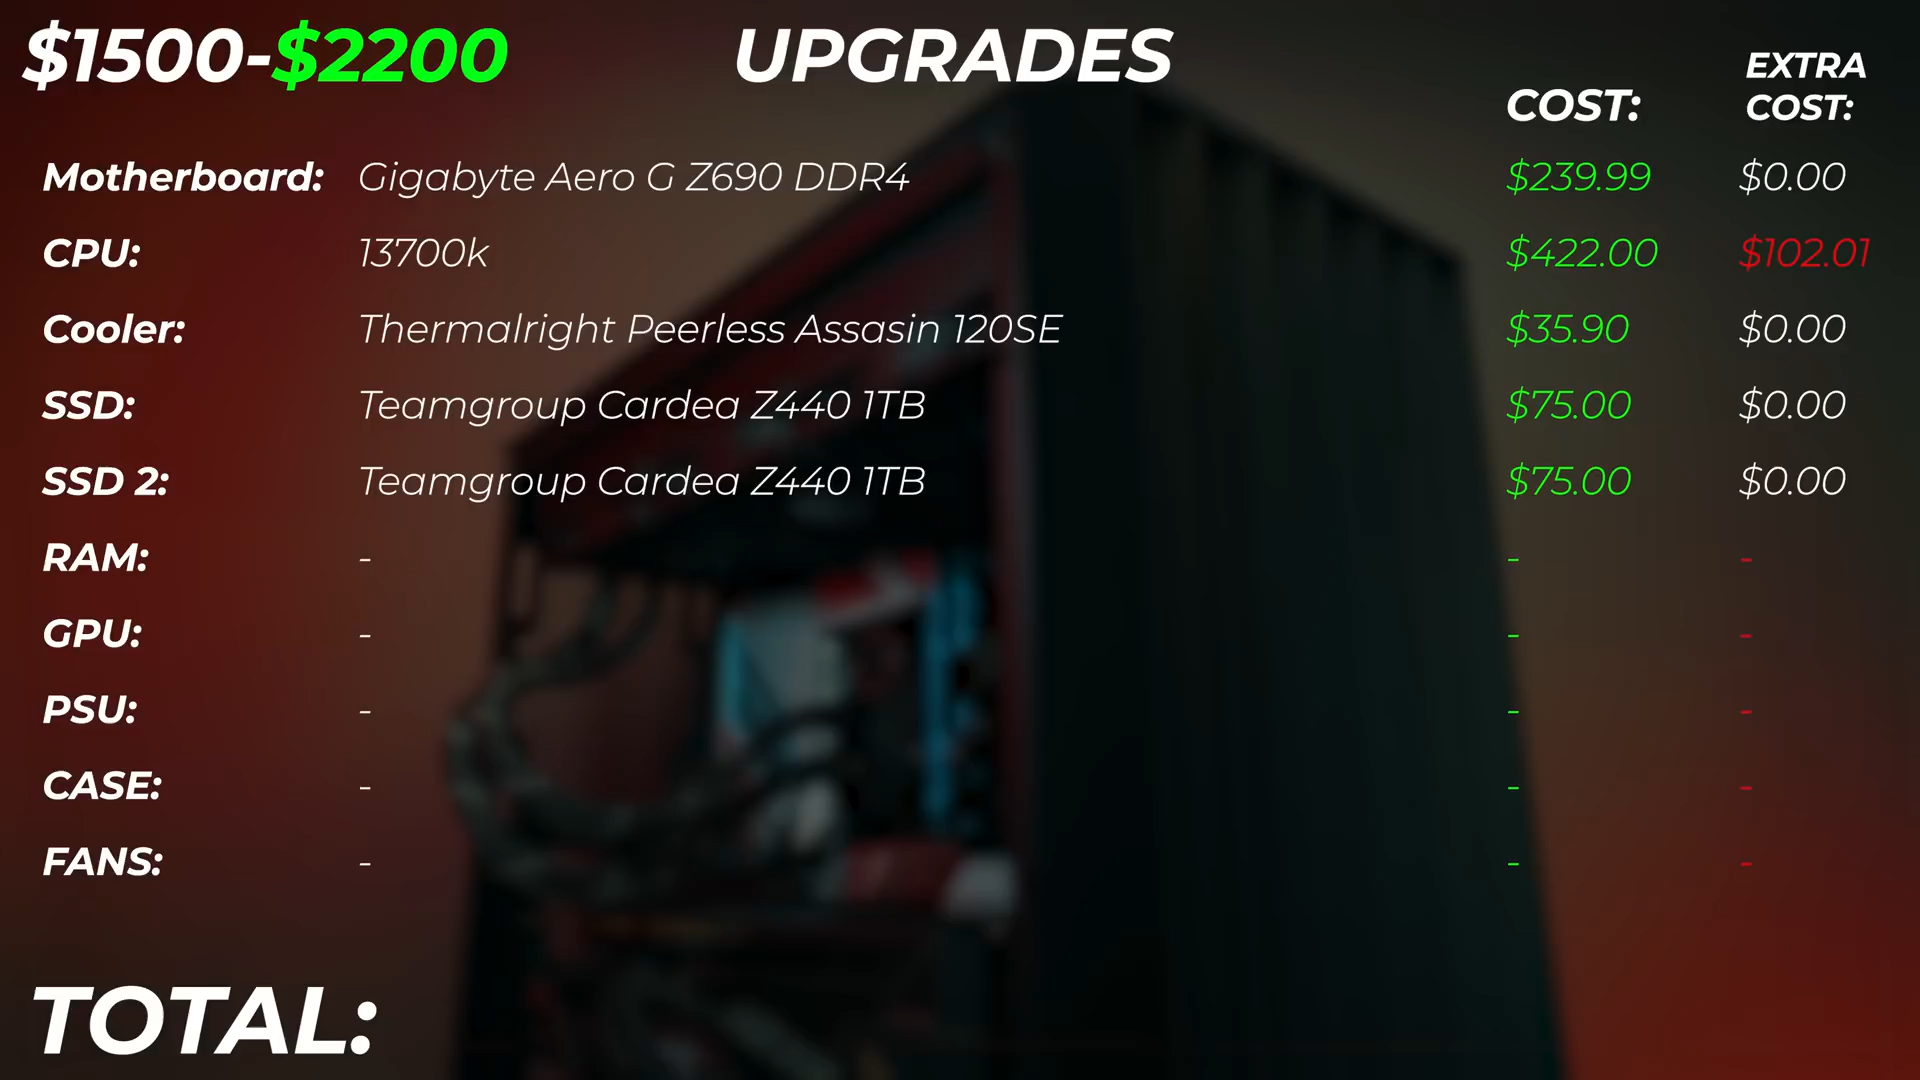 $1500-$2200 UPGRADES
COST: EXTRA COST:
Motherboard: Gigabyte Aero G Z690 DDR4 $239.99 $0.00
CPU: 13700k $422.00 $102.01
Cooler: Thermalright Peerless Assasin 120SE $35.90 $0.00
SSD: Teamgroup Cardea Z440 1TB $75.00 $0.00
SSD 2: Teamgroup Cardea Z440 1TB $75.00 $0.00
RAM: - - -
GPU: - - -
PSU: - - -
CASE: - - -
FANS: - - -
TOTAL: